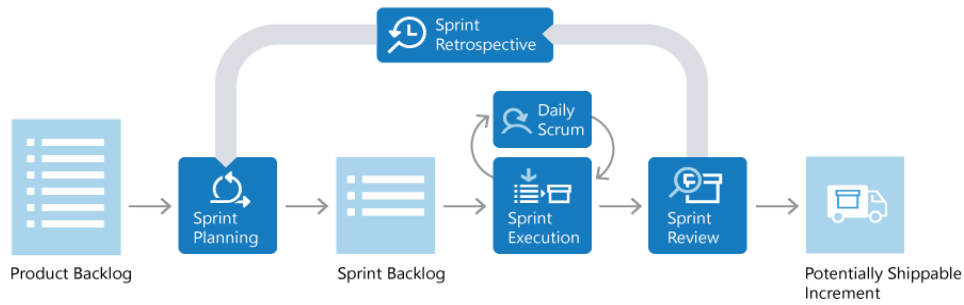 Sprint
Retrospective
Daily
Scrum
Sprint
Planning
Sprint
Execution
Sprint
Review
Product Backlog
Sprint Backlog
Potentially Shippable
Increment